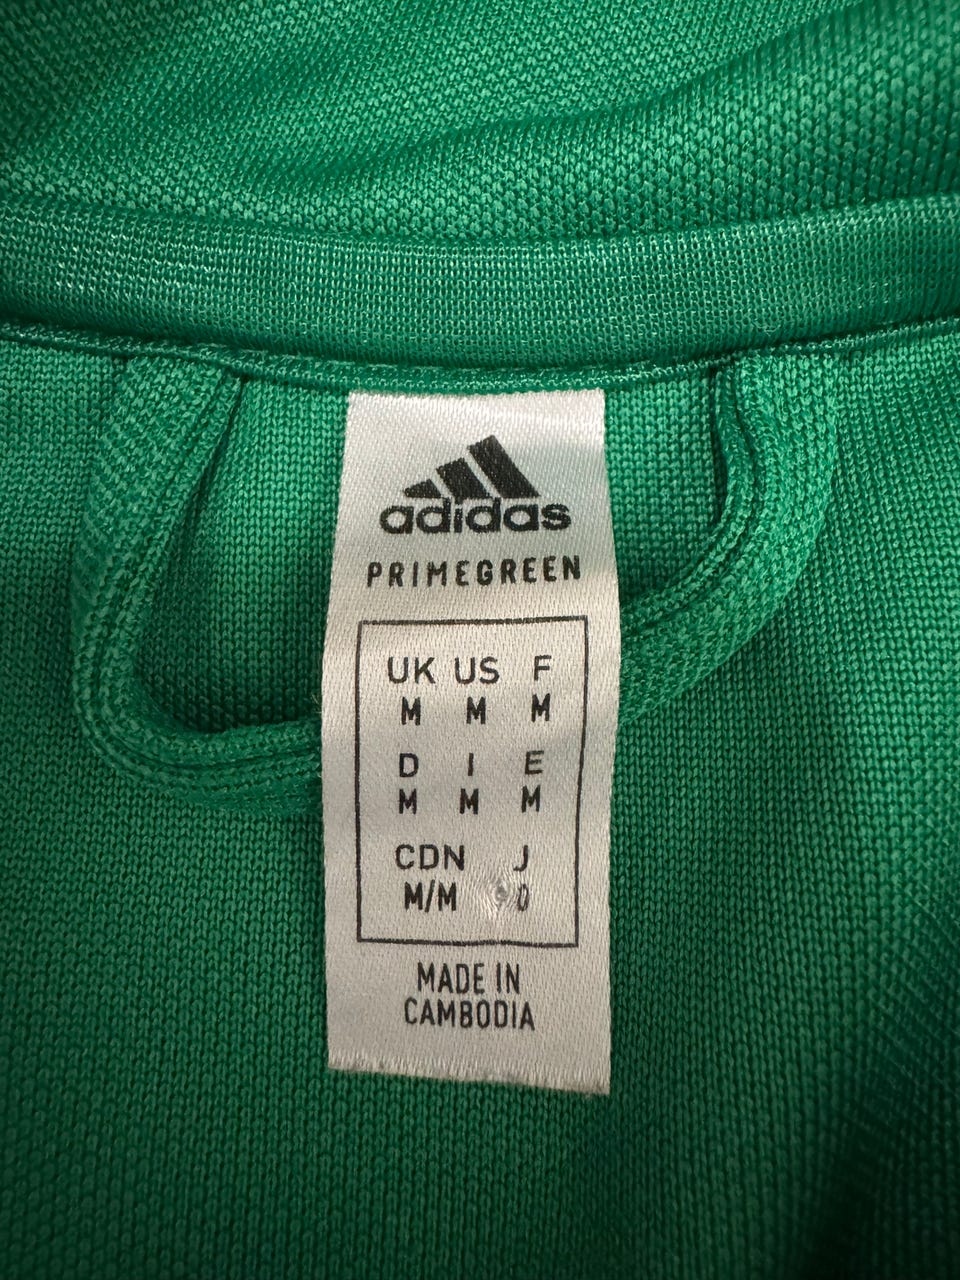 adidas
PRIMEGREEN
UK US F
M M M
D I E
M M M
CDN J
M/M O
MADE IN
CAMBODIA